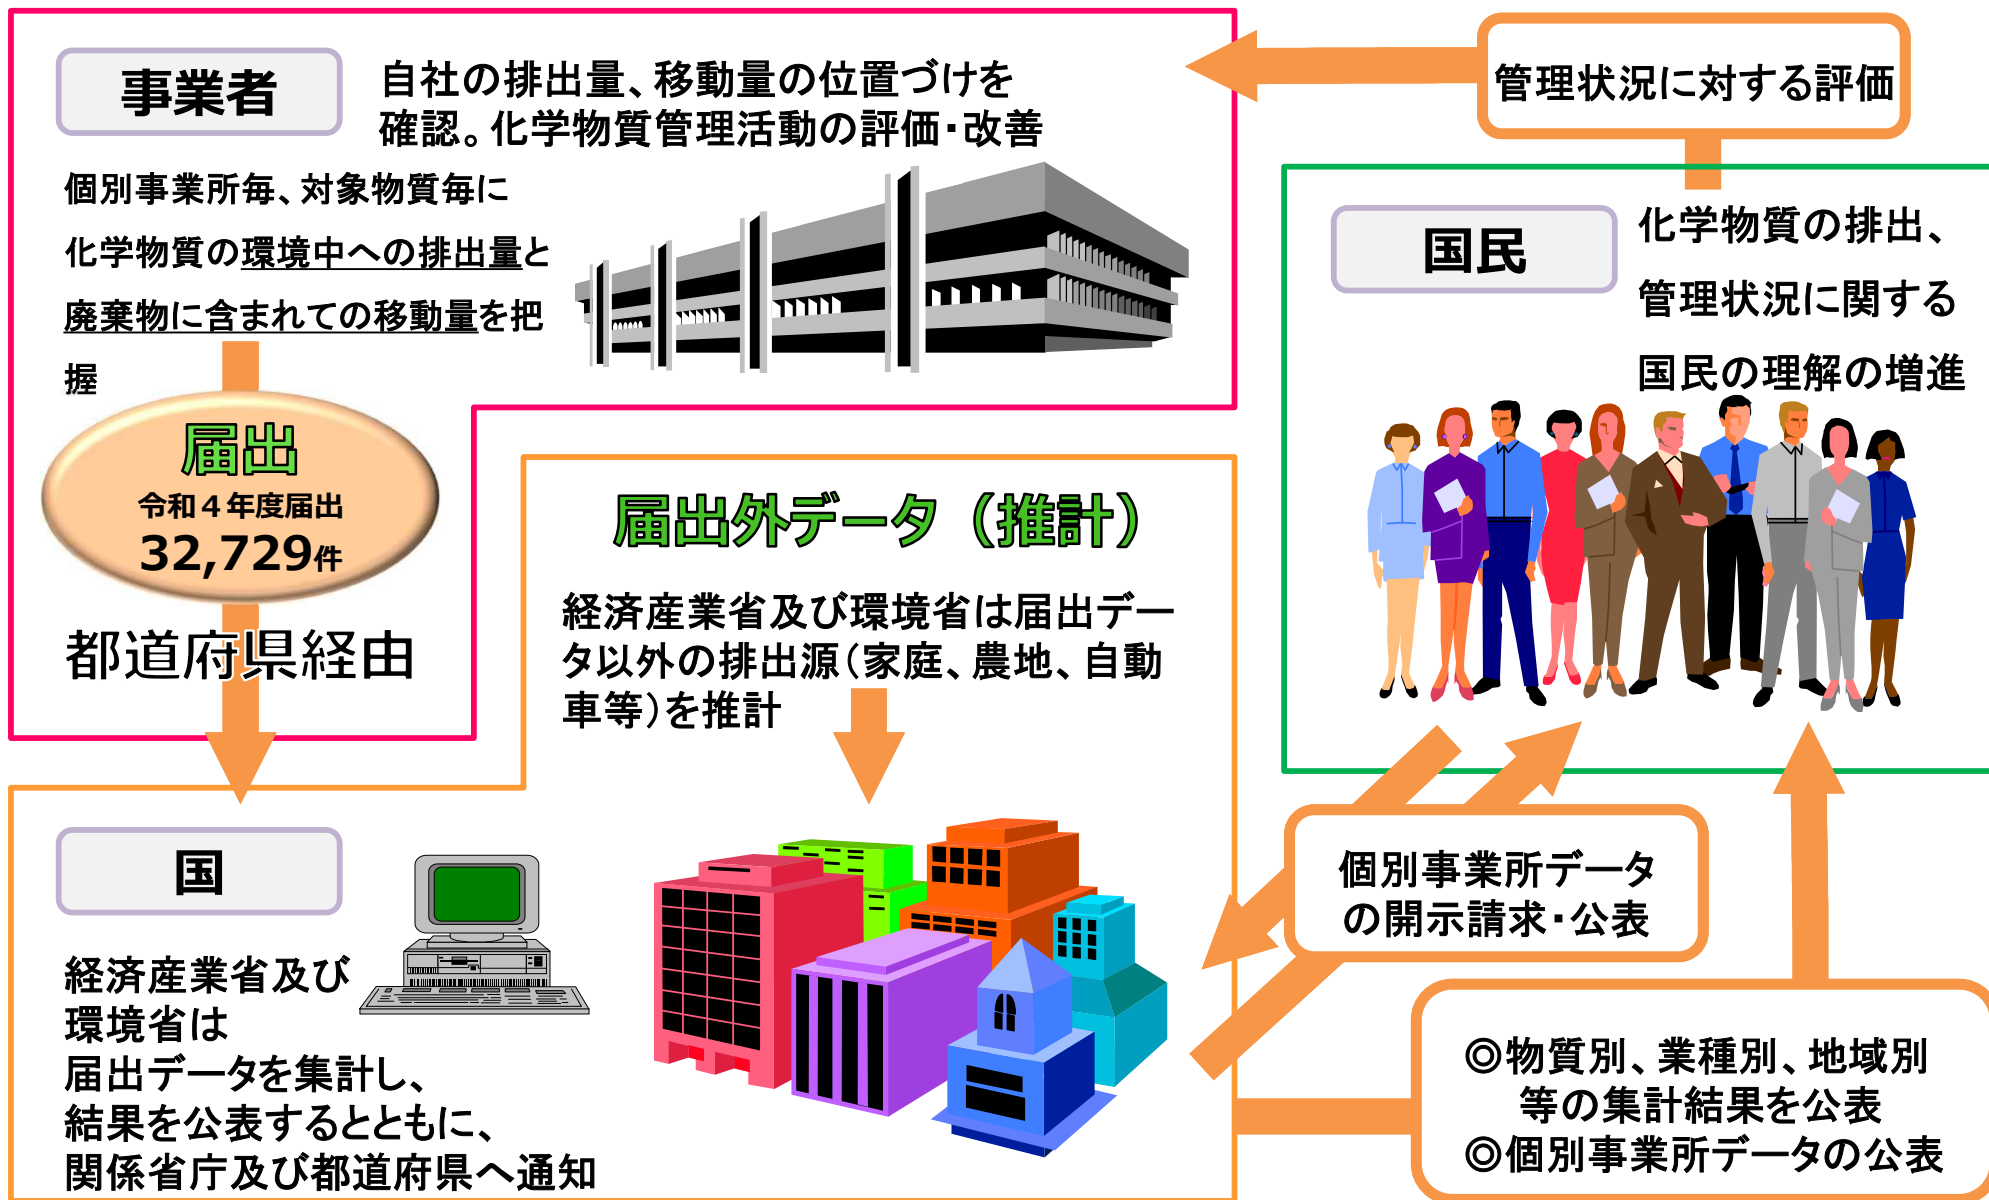 事業者
自社の排出量、移動量の位置づけを
確認。化学物質管理活動の評価・改善
個別事業所毎、対象物質毎に
化学物質の環境中への排出量と
廃棄物に含まれての移動量を把
握
届出
令和４年度届出
32,729件
都道府県経由
管理状況に対する評価
国民
化学物質の排出、
管理状況に関する
国民の理解の増進
届出外データ（推計）
経済産業省及び環境省は届出デー
タ以外の排出源（家庭、農地、自動
車等）を推計
国
経済産業省及び
環境省は
届出データを集計し、
結果を公表するとともに、
関係省庁及び都道府県へ通知
個別事業所データ
の開示請求・公表
◎物質別、業種別、地域別
等の集計結果を公表
◎個別事業所データの公表